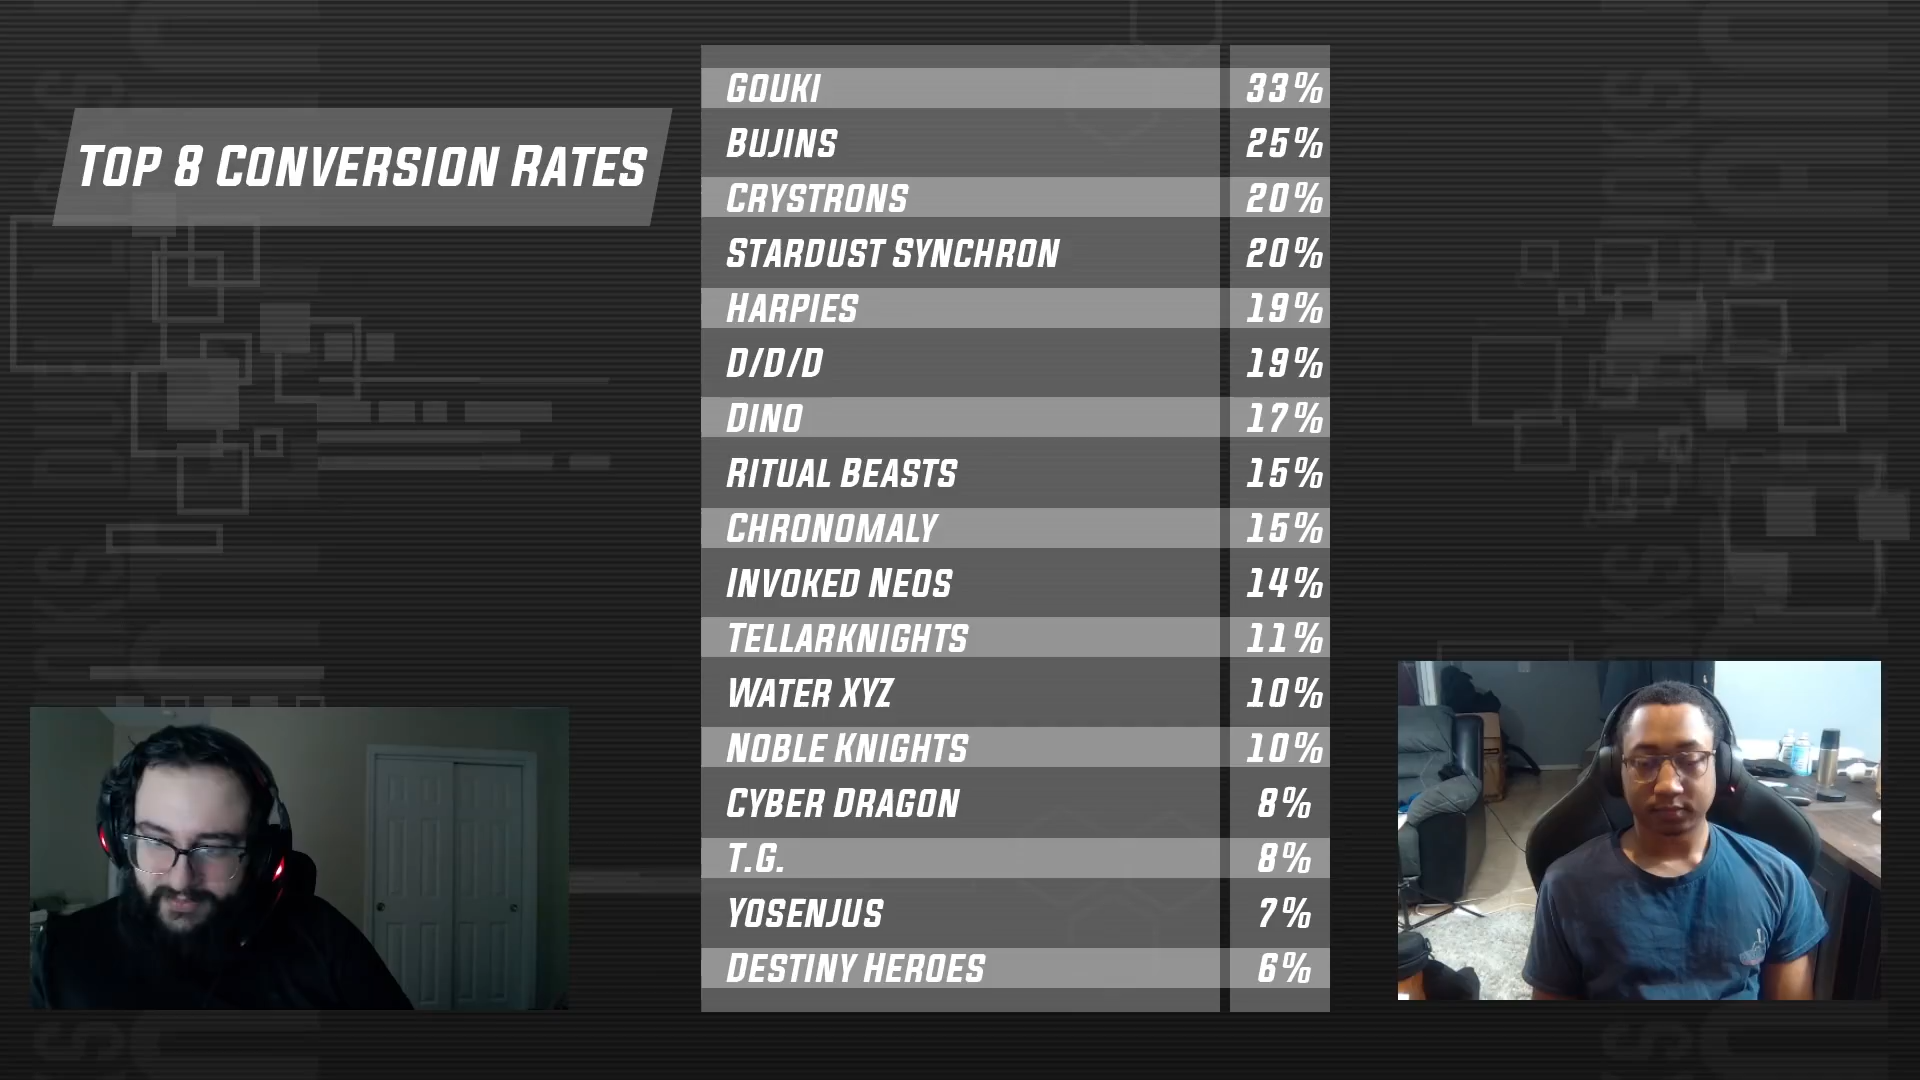 TOP 8 CONVERSION RATES
GOUKI 33%
BUJINS 25%
CRYSTRONS 20%
STARDUST SYNCHRON 20%
HARPIES 19%
D/D/D 19%
DINO 17%
RITUAL BEASTS 15%
CHRONOMALY 15%
INVOKED NEOS 14%
TELLARKNIGHTS 11%
WATER XYZ 10%
NOBLE KNIGHTS 10%
CYBER DRAGON 8%
T.G. 8%
YOSENJUS 7%
DESTINY HEROES 6%